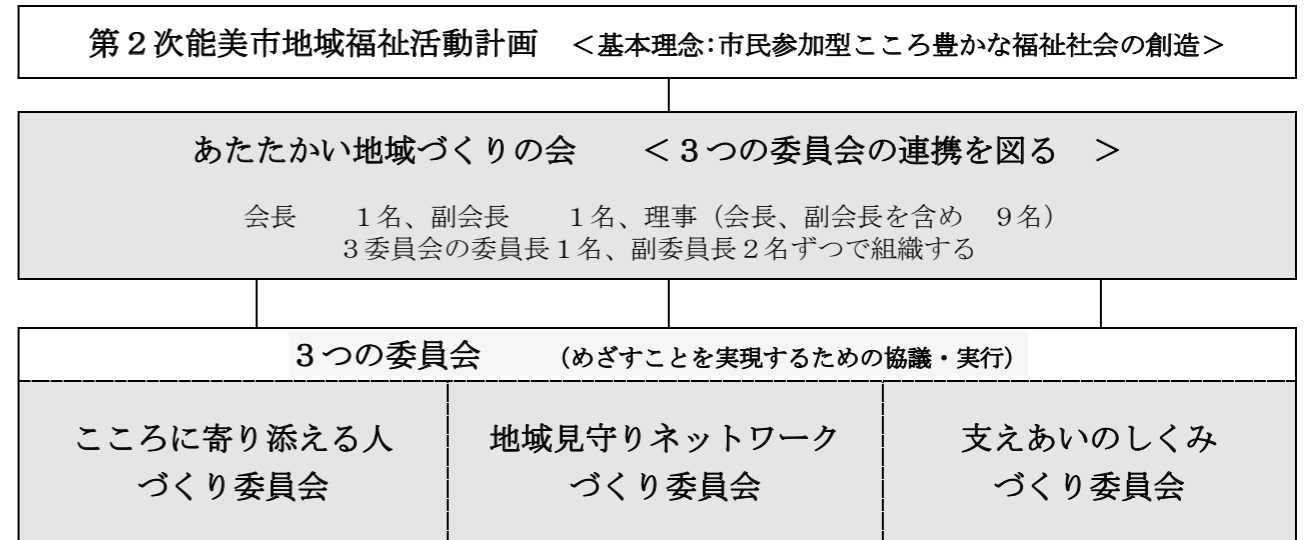 第２次能美市地域福祉活動計画　＜基本理念：市民参加型こころ豊かな福祉社会の創造＞
あたたかい地域づくりの会　　＜３つの委員会の連携を図る　＞
会長　　１名、副会長　　１名、理事（会長、副会長を含め　９名）
３委員会の委員長１名、副委員長２名ずつで組織する
３つの委員会　　（めざすことを実現するための協議・実行）
こころに寄り添える人
づくり委員会
地域見守りネットワーク
づくり委員会
支えあいのしくみ
づくり委員会